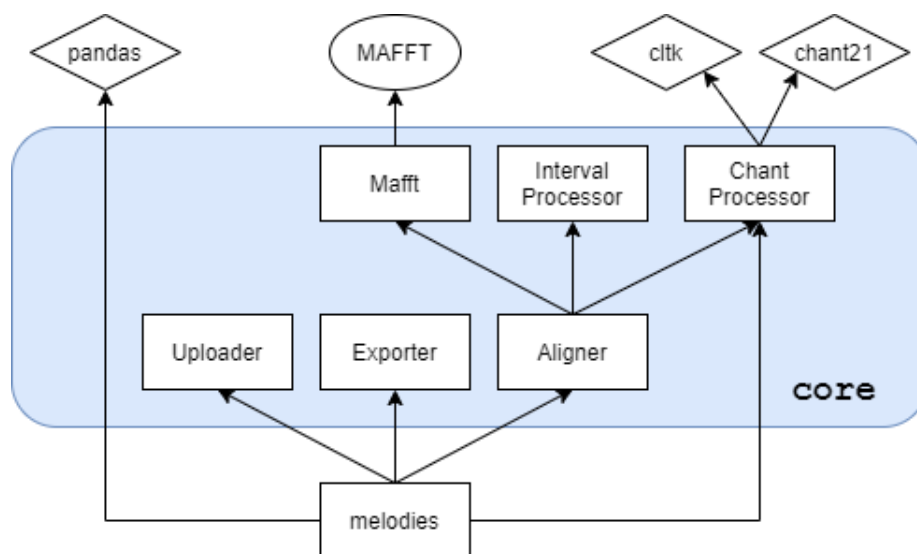 pandas
MAFFT
cltk
chant21
Mafft
Interval
Processor
Chant
Processor
Uploader
Exporter
Aligner
core
melodies